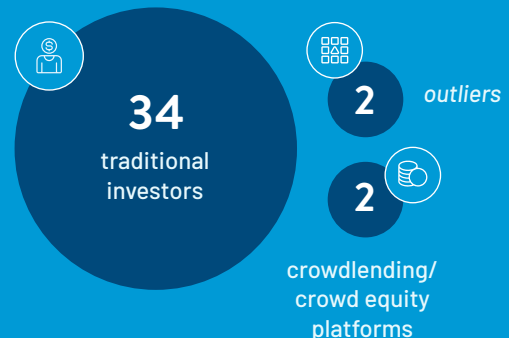 34
traditional
investors
2
outliers
2
crowdlending/
crowd equity
platforms